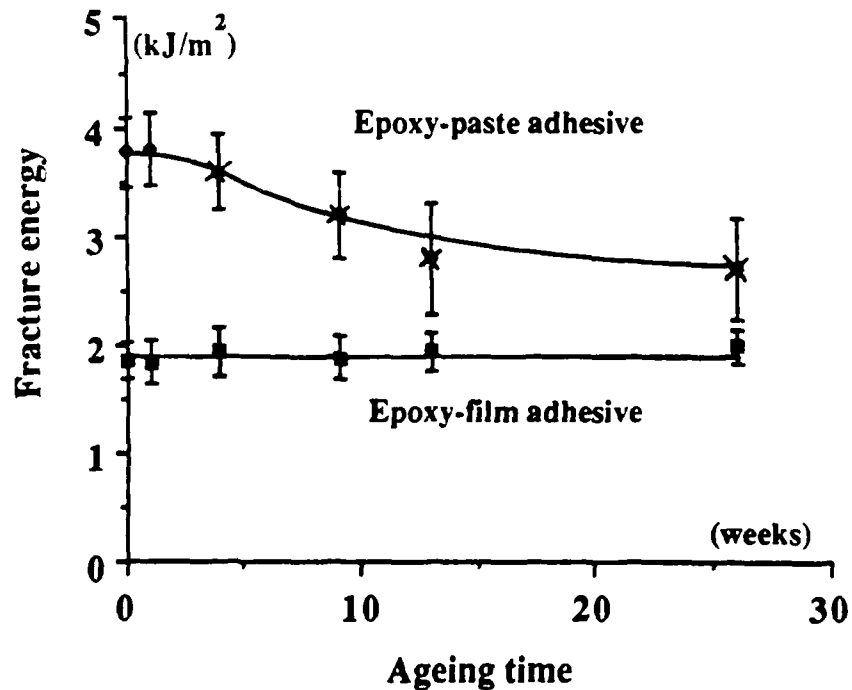 5
(kJ/m²)
4
3
2
1
0
Fracture energy
Epoxy-paste adhesive
Epoxy-film adhesive
(weeks)
0 10 20 30
Ageing time